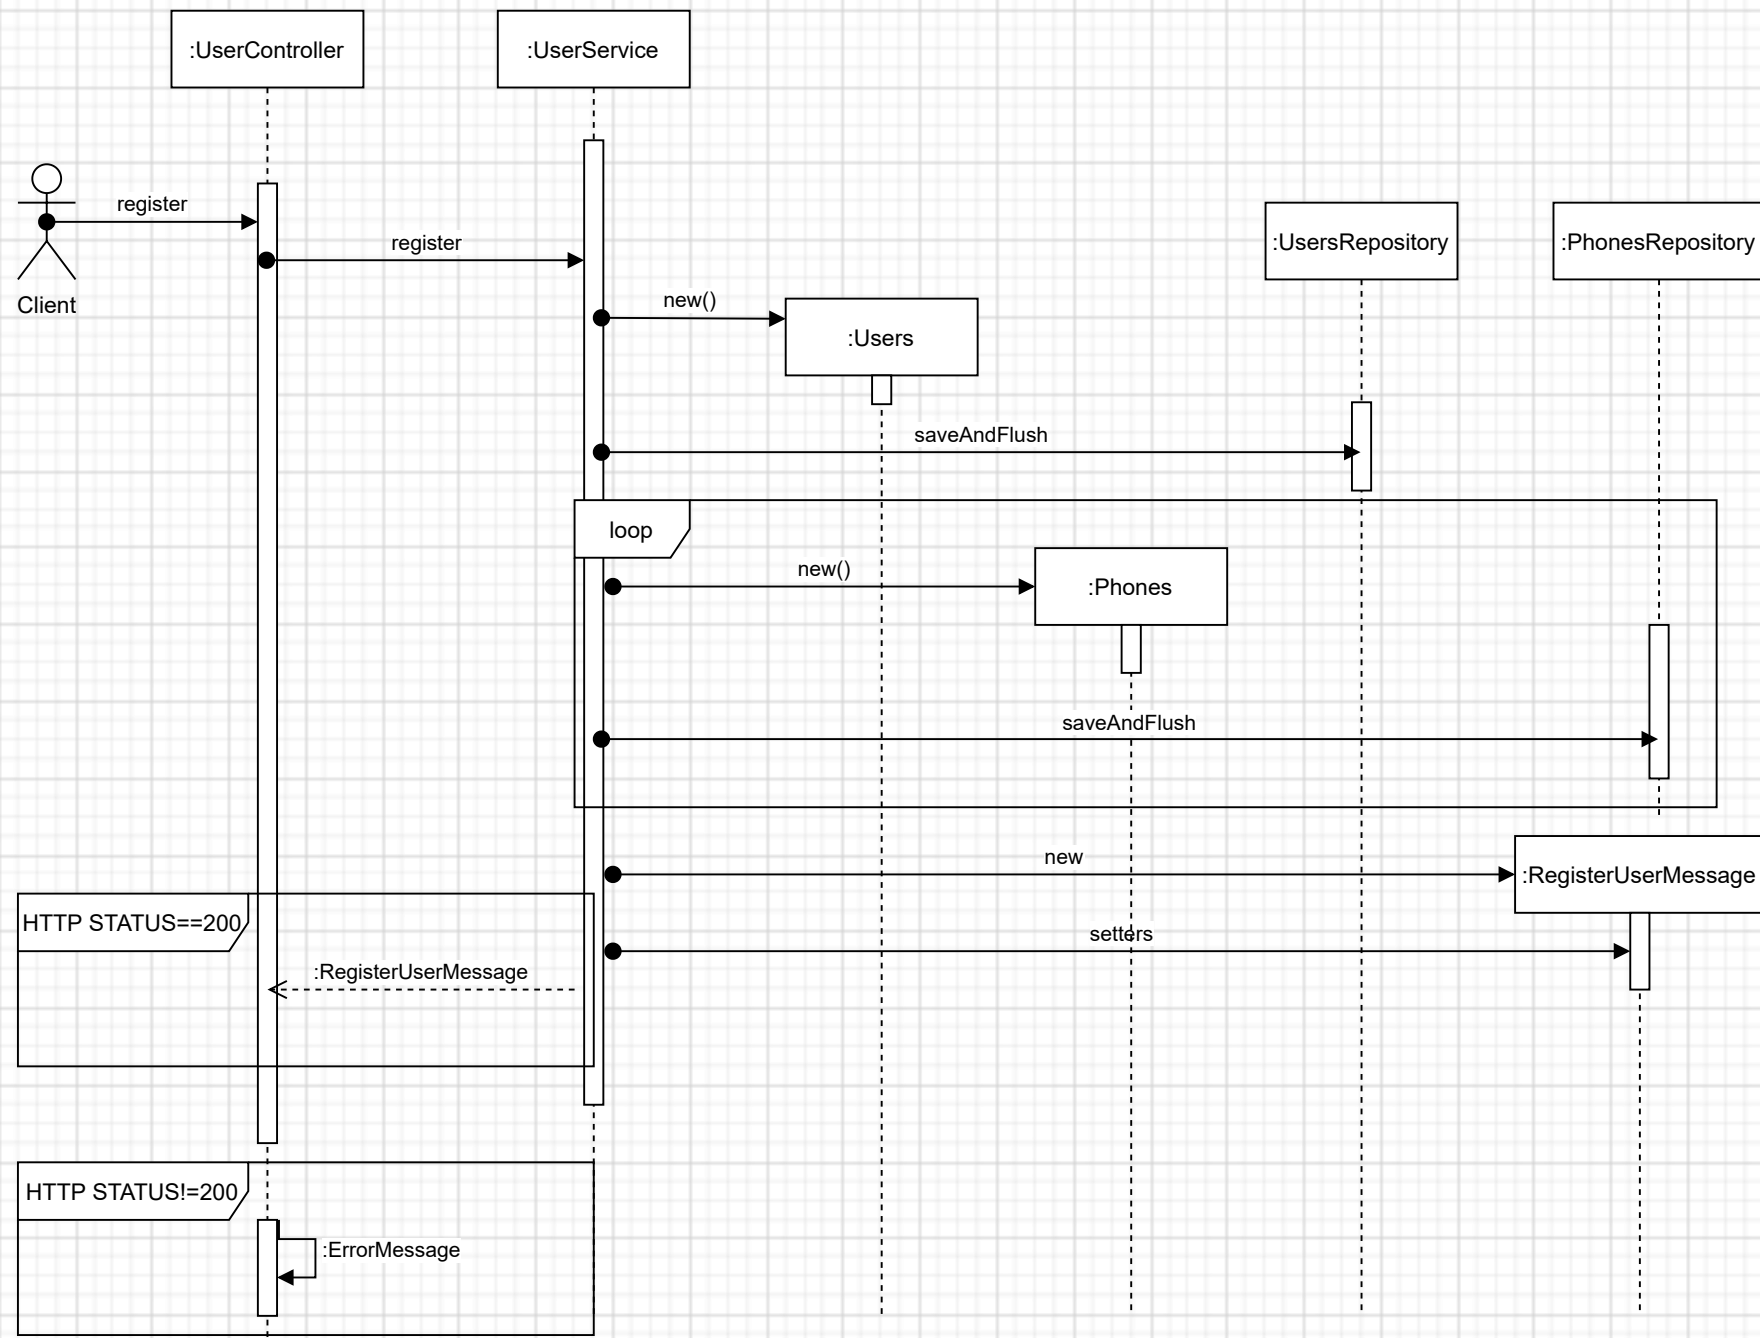 :UserController
:UserService
register
register
:UsersRepository
:PhonesRepository
Client
new()
:Users
saveAndFlush
loop
new()
:Phones
saveAndFlush
new
:RegisterUserMessage
HTTP STATUS==200
setters
:RegisterUserMessage
HTTP STATUS!=200
:ErrorMessage